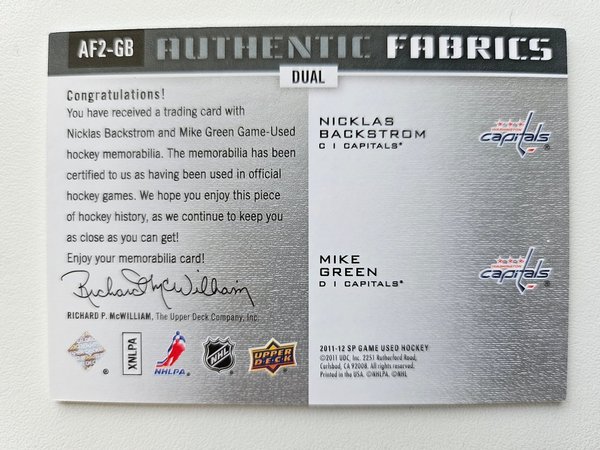 AF2-GB AUTHENTIC FABRICS
DUAL
Congratulations!
You have received a trading card with
Nicklas Backstrom and Mike Green Game-Used
hockey memorabilia. The memorabilia has been
certified to us as having been used in official
hockey games. We hope you enjoy this piece
of hockey history, as we continue to keep you
as close as you can get!
Enjoy your memorabilia card!
Richard P. McWilliam
RICHARD P. McWILLIAM, The Upper Deck Company, Inc.
NICKLAS
BACKSTROM
C | CAPITALS®
capitals®
MIKE
GREEN
D | CAPITALS®
capitals®
® XNLPA NHLPA. NHL UPPER DECK
2011-12 SP GAME USED HOCKEY
©2011 UDC, Inc. 2251 Rutherford Road,
Carlsbad, CA 92008. All rights reserved.
Printed in the USA. ©NHLPA. ©NHL